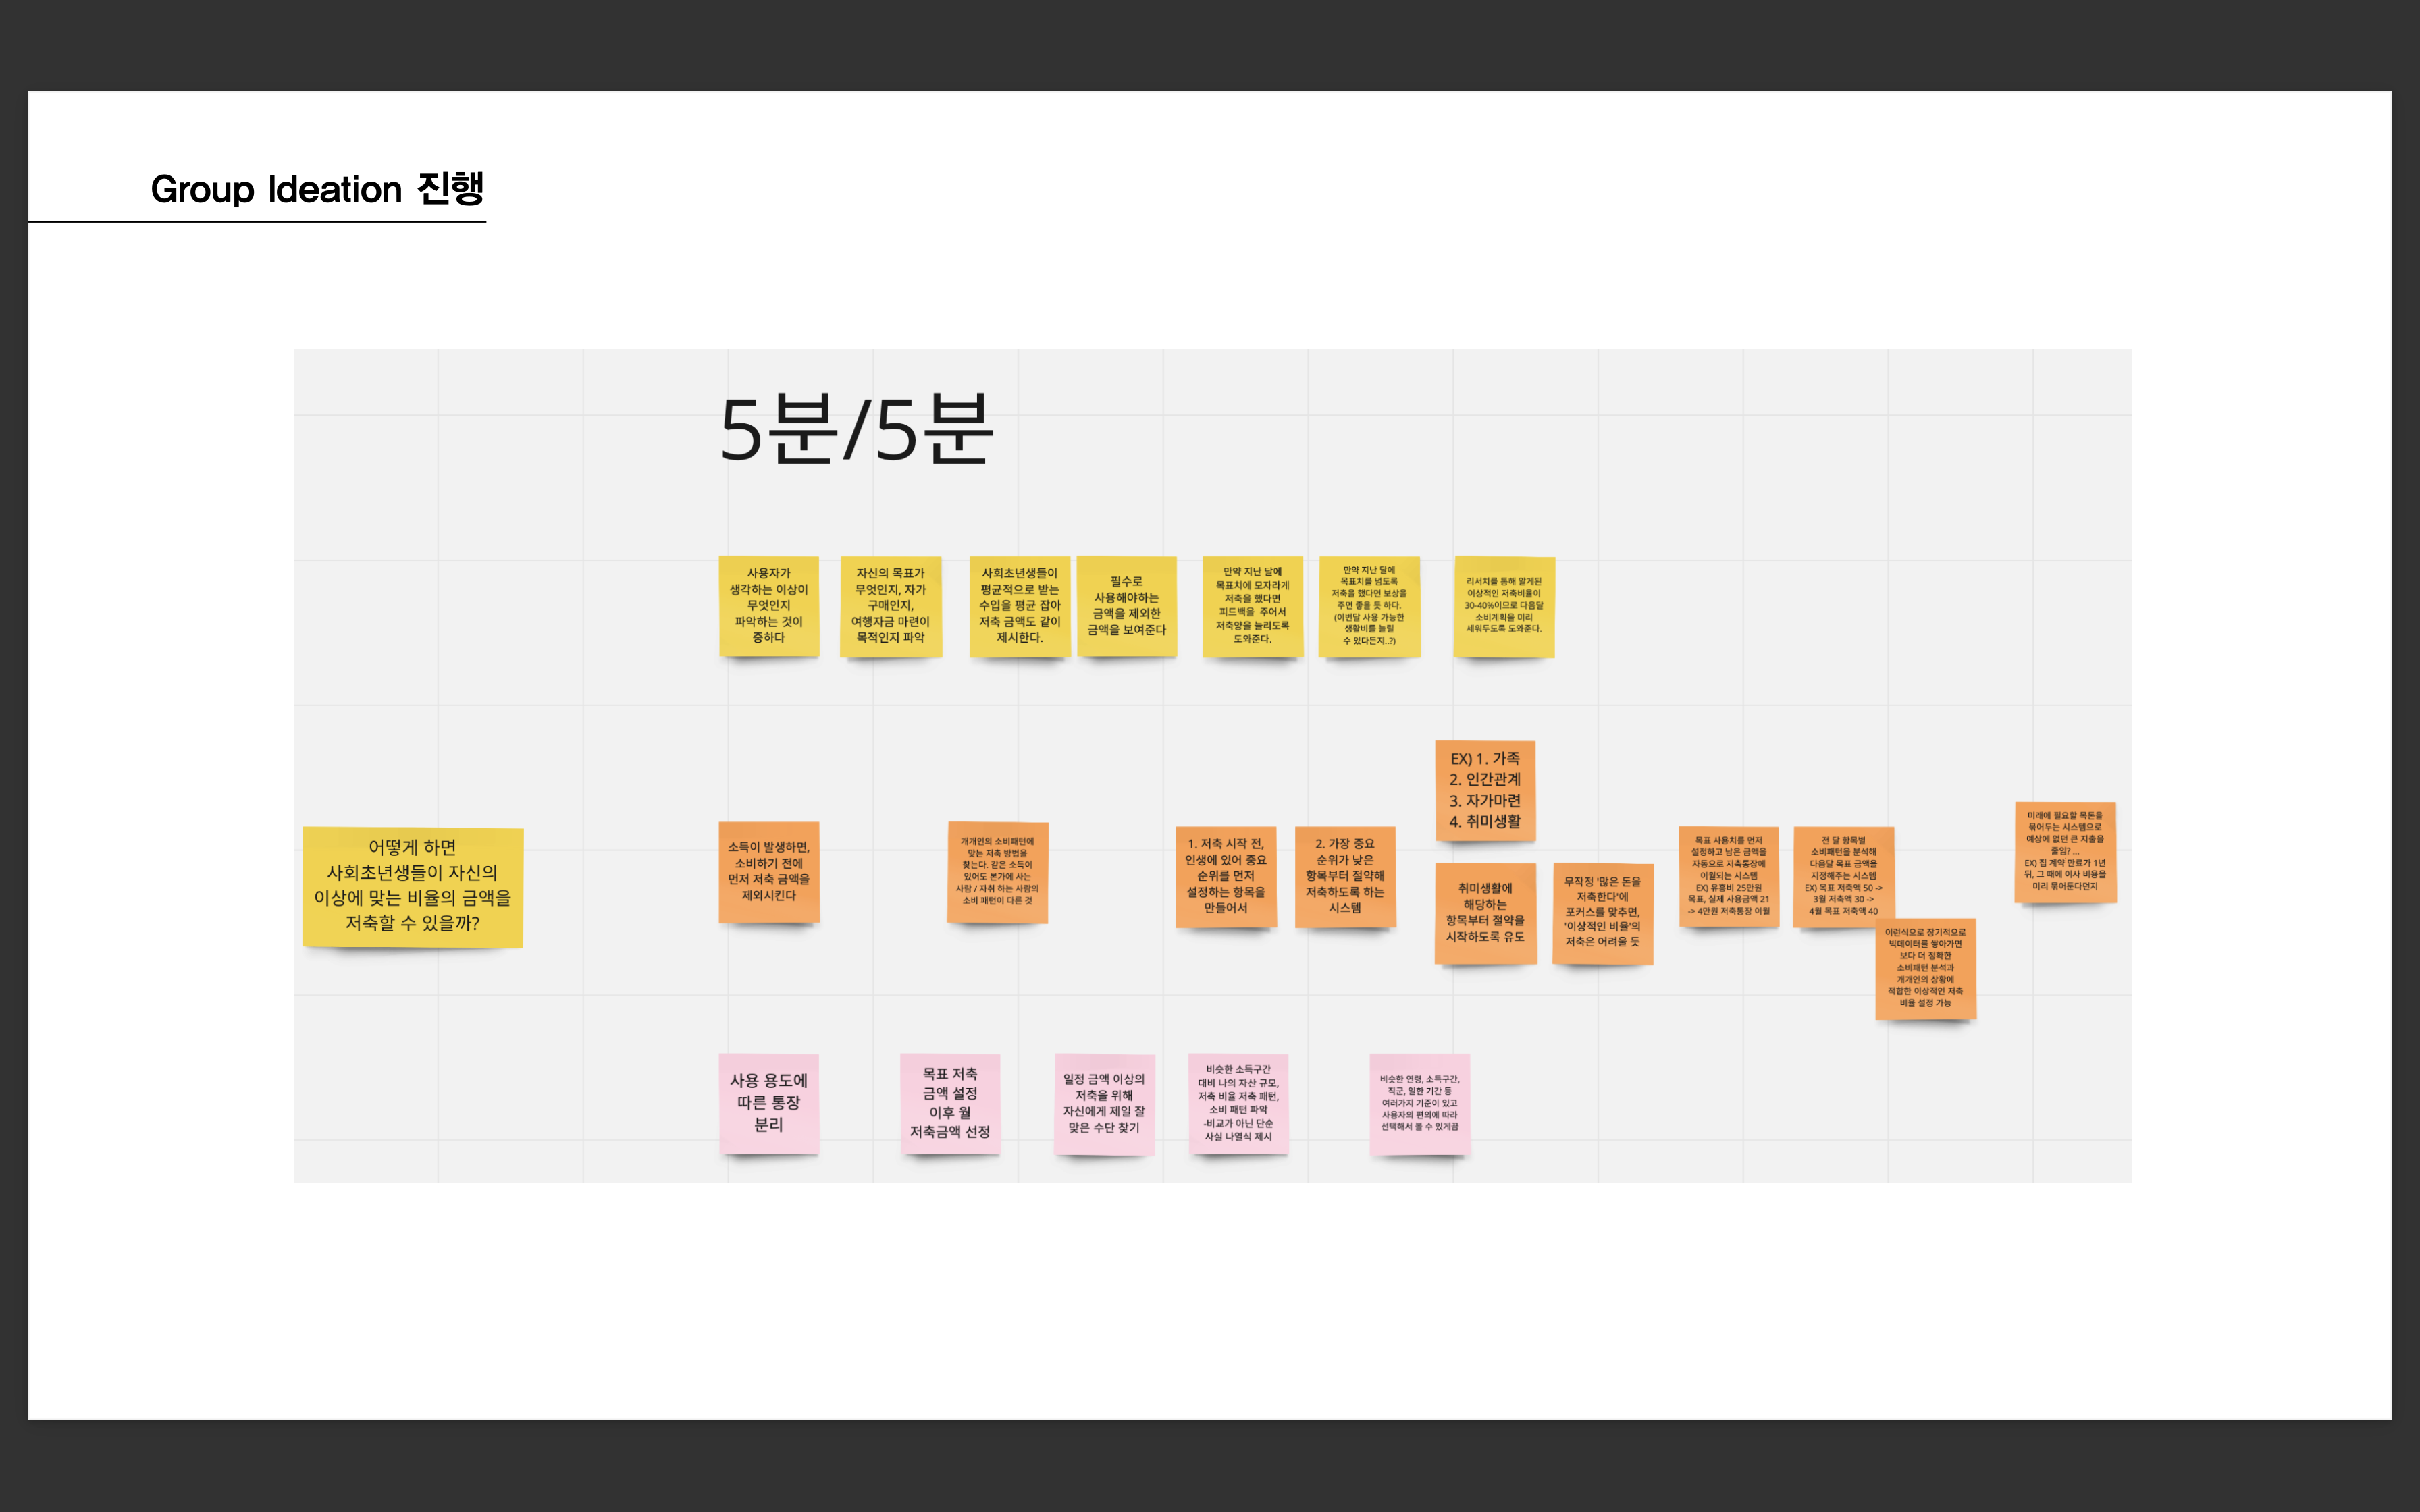 Group Ideation 진행
5분/5분
사용자가
생각하는 이상이
무엇인지
파악하는 것이
중하다
자신의 목표가
무엇인지, 자가
구매인지,
여행자금 마련이
목적인지 파악
사회초년생들이
평균적으로 받는
수입을 평균 잡아
저축 금액도 같이
제시한다.
필수로
사용해야하는
금액을 제외한
금액을 보여준다
만약 지난 달에
목표치에 모자라게
저축을 했다면
피드백을 주어서
저축양을 늘리도록
도와준다.
만약 지난 달에
목표치를 넘도록
저축을 했다면 보상을
주면 좋을 듯 하다.
(이번달 사용 가능한
생활비를 늘릴
수 있다든지..?)
리서치를 통해 알게된
이상적인 저축비율이
30-40%이므로 다음달
소비계획을 미리
세워두도록 도와준다.
어떻게 하면
사회초년생들이 자신의
이상에 맞는 비율의 금액을
저축할 수 있을까?
소득이 발생하면,
소비하기 전에
먼저 저축 금액을
제외시킨다
개개인의 소비패턴에
맞는 저축 방법을
찾는다. 같은 소득이
있어도 본가에 사는
사람 / 자취 하는 사람의
소비 패턴이 다른 것
1. 저축 시작 전,
인생에 있어 중요
순위를 먼저
설정하는 항목을
만들어서
2. 가장 중요
순위가 낮은
항목부터 절약해
저축하도록 하는
시스템
EX) 1. 가족
2. 인간관계
3. 자가마련
4. 취미생활
취미생활에
해당하는
항목부터 절약을
시작하도록 유도
무작정 '많은 돈을
저축한다'에
포커스를 맞추면,
'이상적인 비율'의
저축은 어려울 듯
목표 사용치를 먼저
설정하고 남은 금액을
자동으로 저축통장에
이월되는 시스템
EX) 유흥비 25만원
목표, 실제 사용금액 21
-> 4만원 저축통장 이월
전 달 항목별
소비패턴을 분석해
다음달 목표 금액을
지정해주는 시스템
EX) 목표 저축액 50 ->
3월 저축액 30 ->
4월 목표 저축액 40
이런식으로 장기적으로
빅데이터를 쌓아가면
보다 더 정확한
소비패턴 분석과
개개인의 상황에
적합한 이상적인 저축
비율 설정 가능
미래에 필요할 목돈을
묶어두는 시스템으로
예상에 없던 큰 지출을
줄임? ...
EX) 집 계약 만료가 1년
뒤, 그 때에 이사 비용을
미리 묶어둔다던지
사용 용도에
따른 통장
분리
목표 저축
금액 설정
이후 월
저축금액 선정
일정 금액 이상의
저축을 위해
자신에게 제일 잘
맞은 수단 찾기
비슷한 소득구간
대비 나의 자산 규모,
저축 비율 저축 패턴,
소비 패턴 파악
-비교가 아닌 단순
사실 나열식 제시
비슷한 연령, 소득구간,
직군, 일한 기간 등
여러가지 기준이 있고
사용자의 편의에 따라
선택해서 볼 수 있게끔